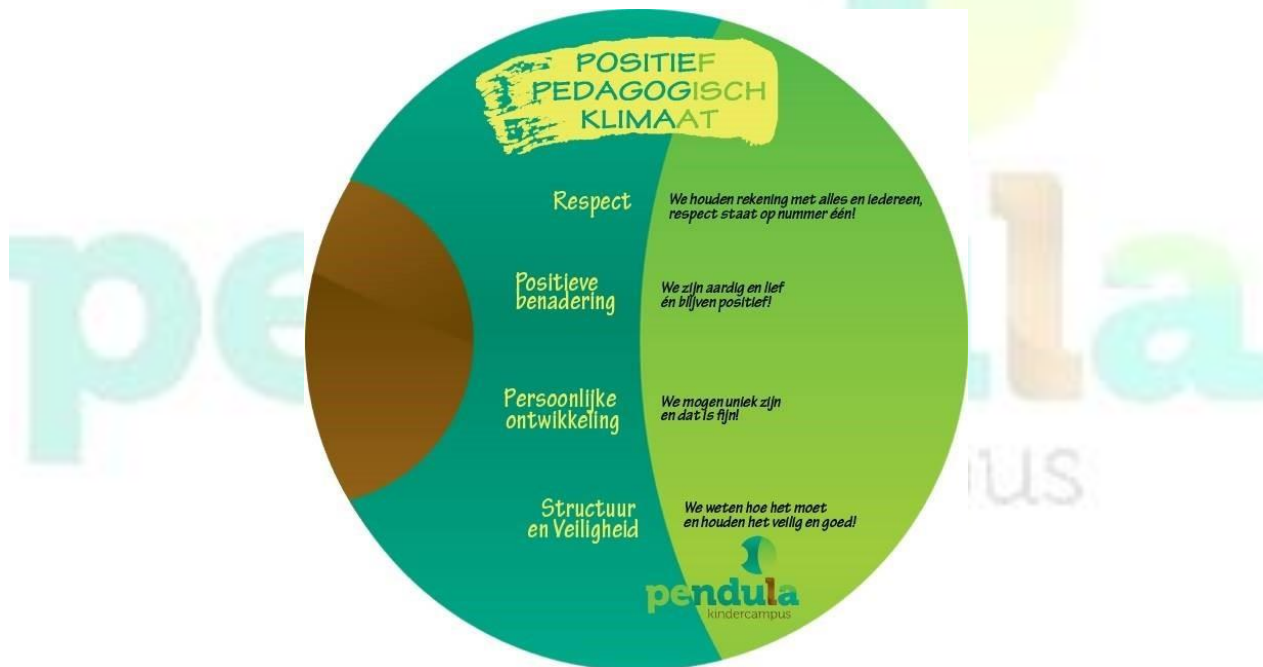 POSITIEF
PEDAGOGISCH
KLIMAAT
Respect
We houden rekening met alles en iedereen,
respect staat op nummer één!
Positieve
benadering
We zijn aardig en lief
én blijven positief!
Persoonlijke
ontwikkeling
We mogen uniek zijn
en dat is fijn!
Structuur
en Veiligheid
We weten hoe het moet
en houden het veilig en goed!
pendula
kindercampus